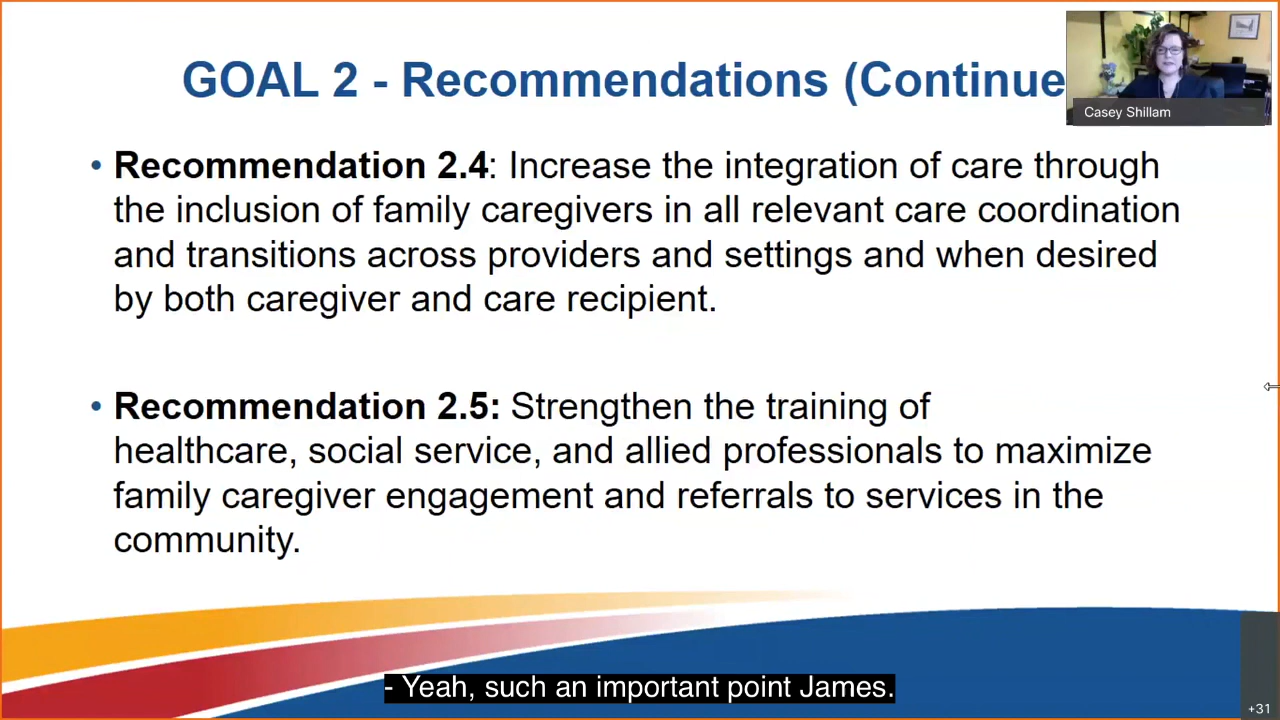 GOAL 2 - Recommendations (Continue
Casey Shillam
• Recommendation 2.4: Increase the integration of care through
the inclusion of family caregivers in all relevant care coordination
and transitions across providers and settings and when desired
by both caregiver and care recipient.
• Recommendation 2.5: Strengthen the training of
healthcare, social service, and allied professionals to maximize
family caregiver engagement and referrals to services in the
community.
- Yeah, such an important point James.
+31